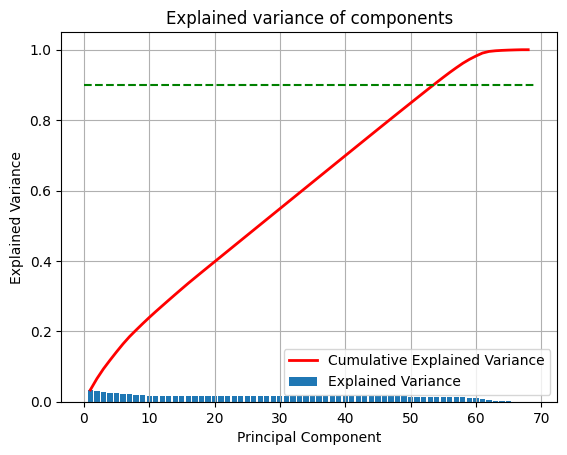 Explained variance of components
Explained Variance
1.0
0.8
0.6
0.4
0.2
0.0
Cumulative Explained Variance
Explained Variance
0 10 20 30 40 50 60 70
Principal Component